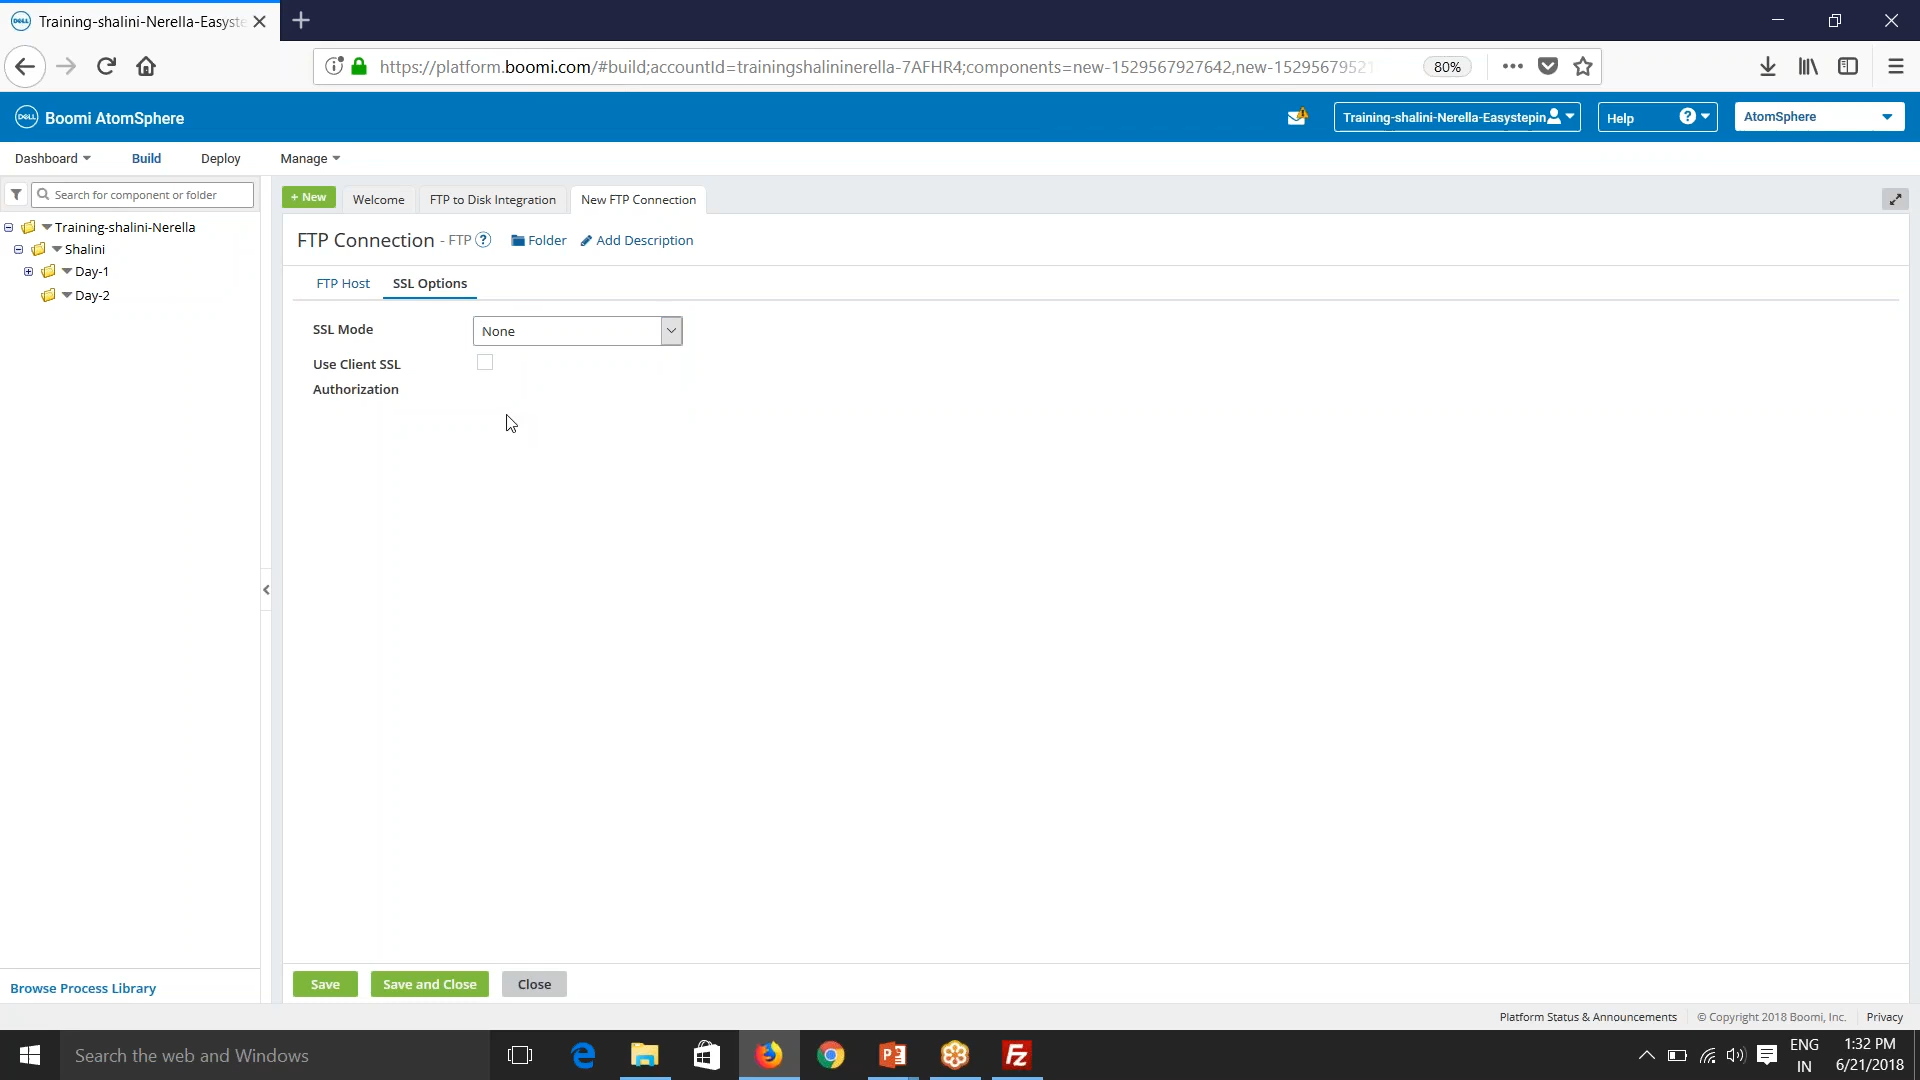 Training-shalini-Nerella-Easyste
https://platform.boomi.com/#build;accountId=trainingshalininerella-7AFHR4;components=new-1529567927642,new-15295679521
80%
DELL Boomi AtomSphere
Training-shalini-Nerella-Easystepin
Help
AtomSphere
Dashboard
Build
Deploy
Manage
Search for component or folder
+ New
Welcome
FTP to Disk Integration
New FTP Connection
Training-shalini-Nerella
Shalini
Day-1
Day-2
FTP Connection - FTP
Folder
Add Description
FTP Host
SSL Options
SSL Mode
None
Use Client SSL
Authorization
Save
Save and Close
Close
Browse Process Library
Platform Status & Announcements
© Copyright 2018 Boomi, Inc.
Privacy
Search the web and Windows
ENG
IN
1:32 PM
6/21/2018